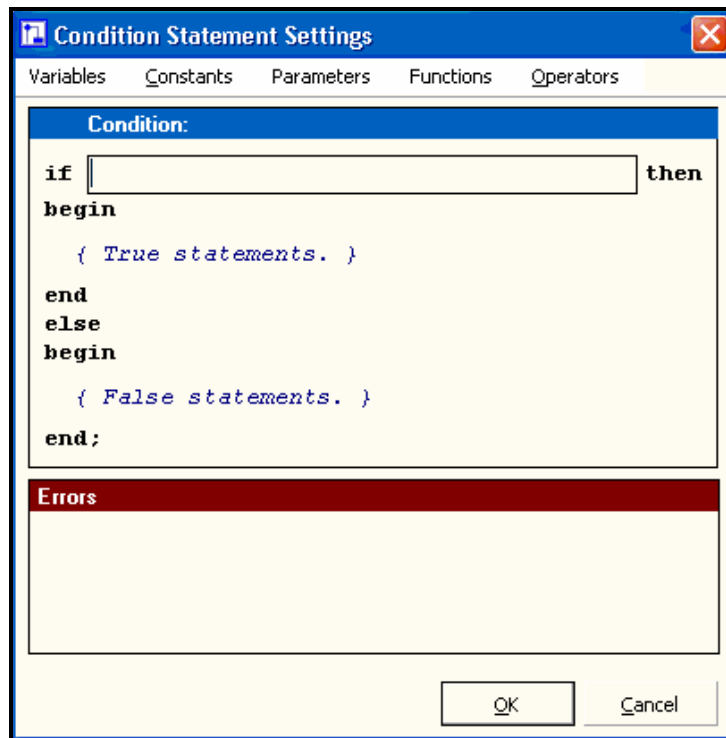 Condition Statement Settings
Variables Constants Parameters Functions Operators
Condition:
if then
begin
{ True statements. }
end
else
begin
{ False statements. }
end;
Errors
OK Cancel